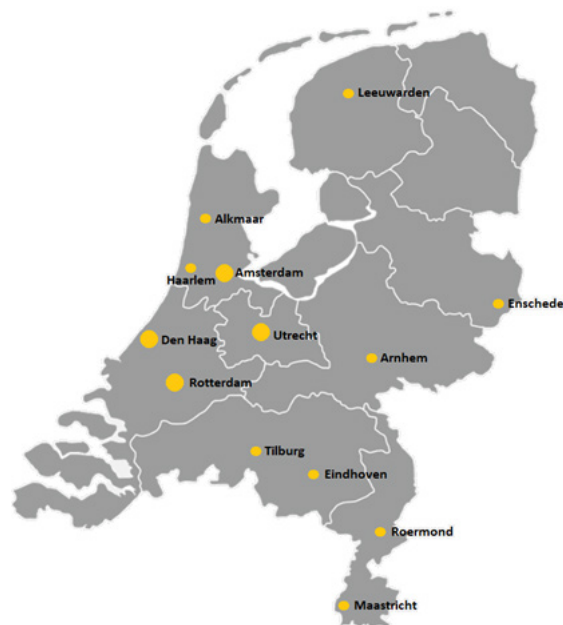 Leeuwarden
Alkmaar
Haarlem
Amsterdam
Enschede
Den Haag
Utrecht
Arnhem
Rotterdam
Tilburg
Eindhoven
Roermond
Maastricht